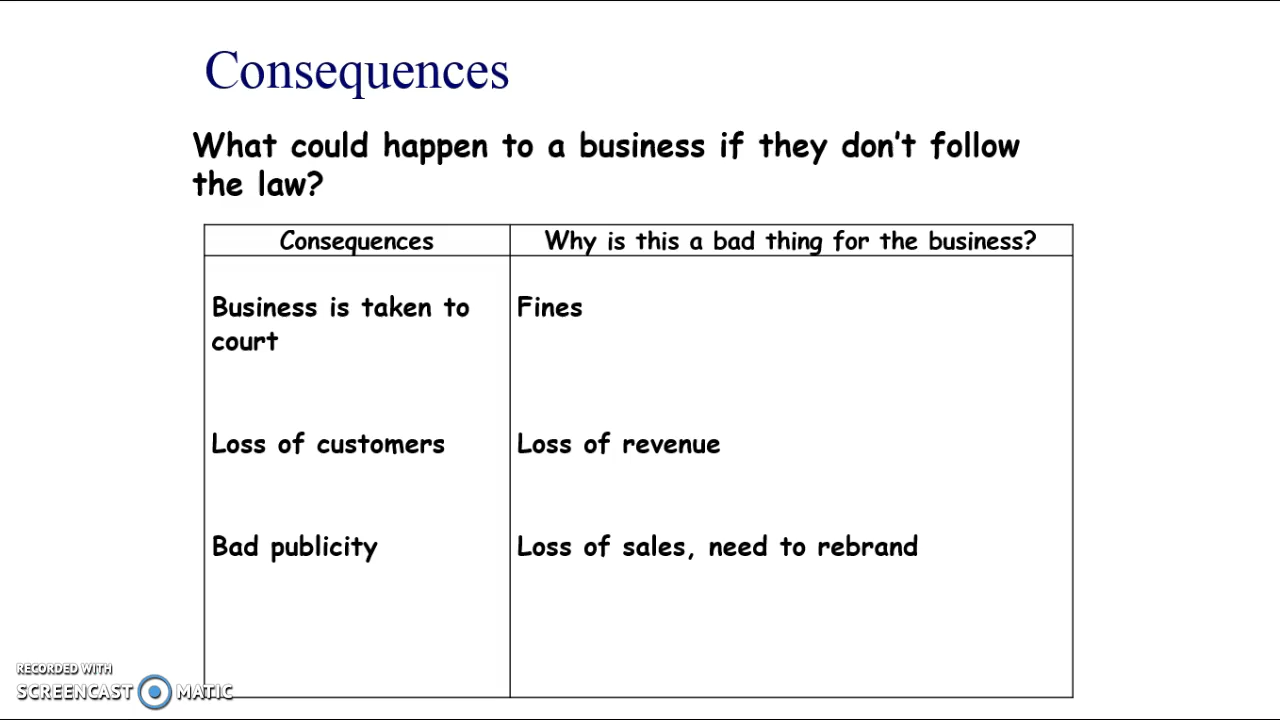 Consequences
What could happen to a business if they don't follow
the law?
Consequences
Why is this a bad thing for the business?
Business is taken to
court
Fines
Loss of customers
Loss of revenue
Bad publicity
Loss of sales, need to rebrand
RECORDED WITH
SCREENCAST MATIC